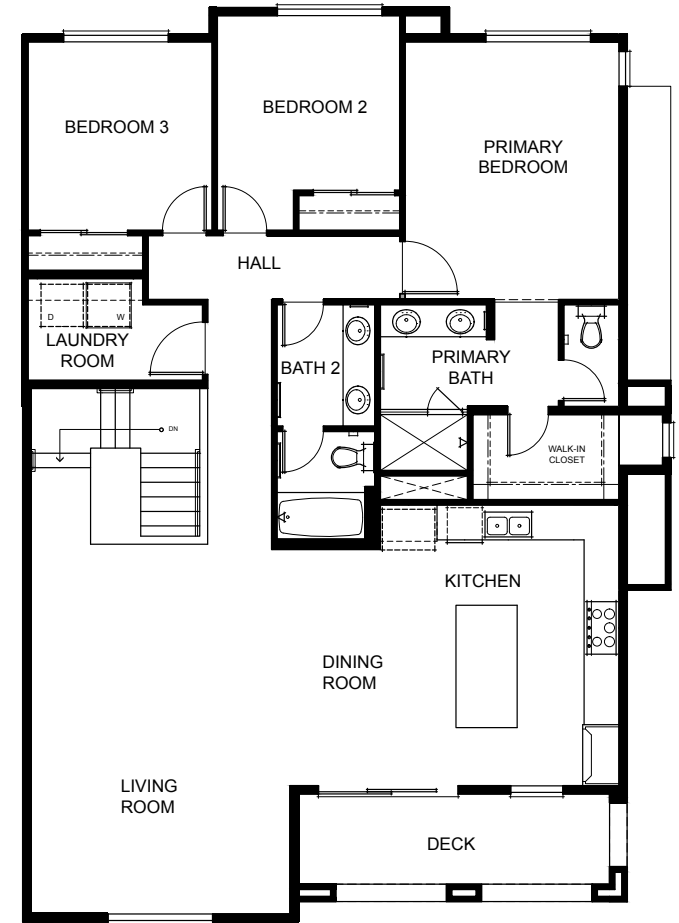 BEDROOM 3
BEDROOM 2
PRIMARY
BEDROOM
HALL
D
W
LAUNDRY
ROOM
BATH 2
PRIMARY
BATH
DN
WALK-IN
CLOSET
KITCHEN
DINING
ROOM
LIVING
ROOM
DECK